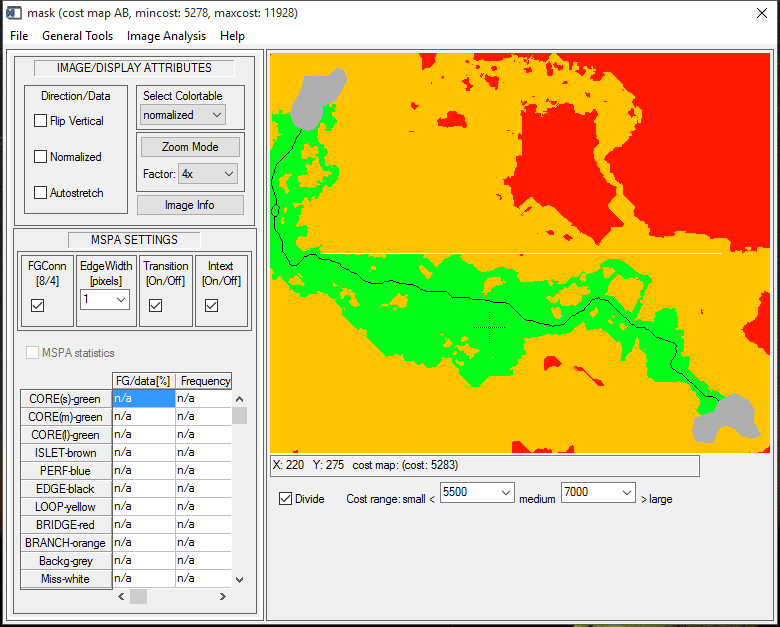 mask (cost map AB, mincost: 5278, maxcost: 11928)
File General Tools Image Analysis Help
IMAGE/DISPLAY ATTRIBUTES
Direction/Data
Flip Vertical
Normalized
Autostretch
Select Colortable
normalized
Zoom Mode
Factor: 4x
Image Info
MSPA SETTINGS
FGConn
[8/4]
EdgeWidth
[pixels]
1
Transition
[On/Off]
Intext
[On/Off]
MSPA statistics
FG/data[%] Frequency
CORE(s)-green n/a n/a
CORE(m)-green n/a n/a
CORE(l)-green n/a n/a
ISLET-brown n/a n/a
PERF-blue n/a n/a
EDGE-black n/a n/a
LOOP-yellow n/a n/a
BRIDGE-red n/a n/a
BRANCH-orange n/a n/a
Backg-grey n/a n/a
Miss-white n/a n/a
X: 220 Y: 275 cost map: (cost: 5283)
Divide Cost range: small < 5500 medium 7000 > large